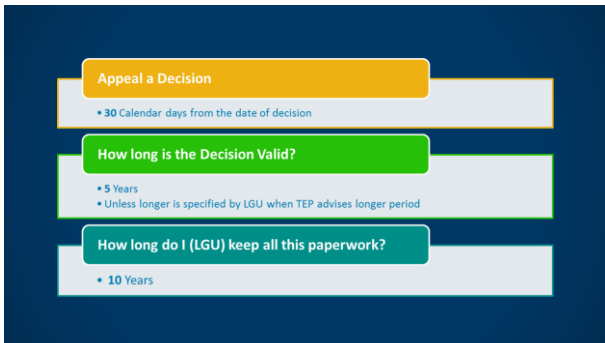 Appeal a Decision
• 30 Calendar days from the date of decision
How long is the Decision Valid?
• 5 Years
• Unless longer is specified by LGU when TEP advises longer period
How long do I (LGU) keep all this paperwork?
• 10 Years